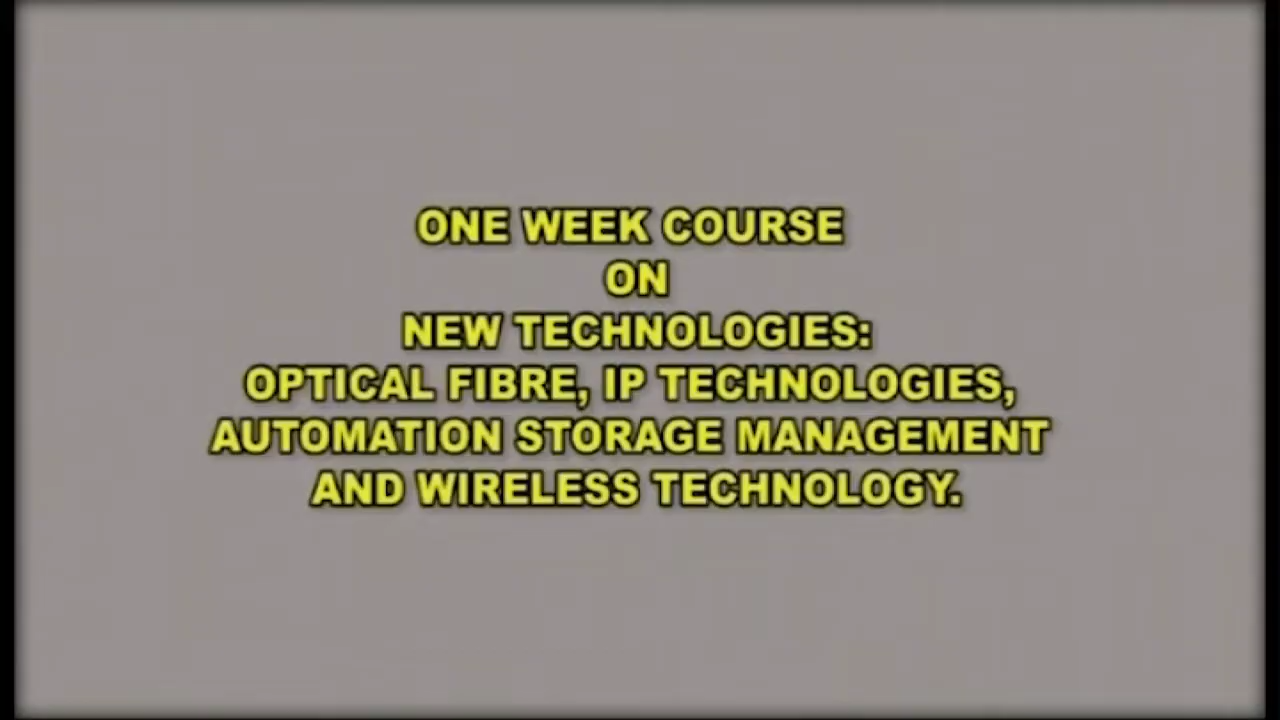 ONE WEEK COURSE
ON
NEW TECHNOLOGIES:
OPTICAL FIBRE, IP TECHNOLOGIES,
AUTOMATION STORAGE MANAGEMENT
AND WIRELESS TECHNOLOGY.